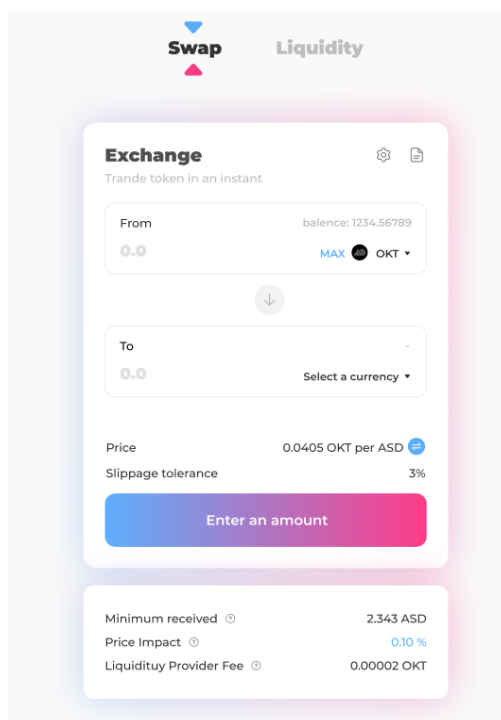 Swap Liquidity
Exchange
Trande token in an instant
From balence: 1234.56789
0.0 MAX OKT
To -
0.0 Select a currency
Price 0.0405 OKT per ASD
Slippage tolerance 3%
Enter an amount
Minimum received ? 2.343 ASD
Price Impact ? 0.10 %
Liquidituy Provider Fee ? 0.00002 OKT